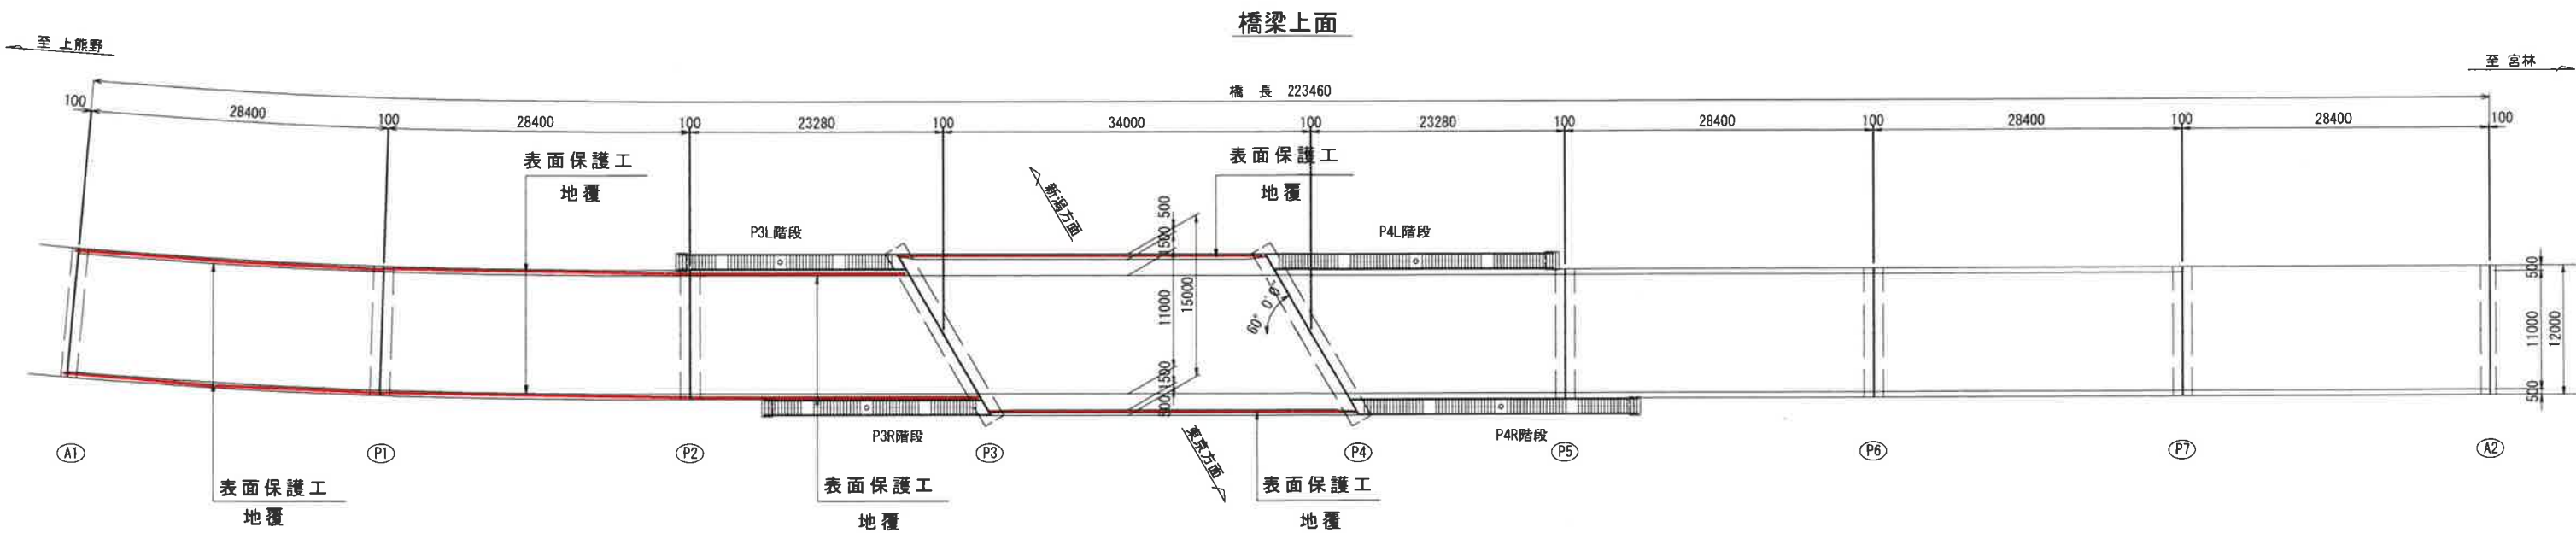 橋梁上面
至 上熊野
至 宮林
橋 長 223460
100 28400 100 28400 100 23280 100 34000 100 23280 100 28400 100 28400 100 28400 100
表面保護工
地覆
表面保護工
地覆
新潟方面
P3L階段
P4L階段
500
1500
11000
15000
1500
500
60° 0' 0"
500
11000
12000
500
P3R階段
P4R階段
東京方面
A1 P1 P2 P3 P4 P5 P6 P7 A2
表面保護工
地覆
表面保護工
地覆
表面保護工
地覆